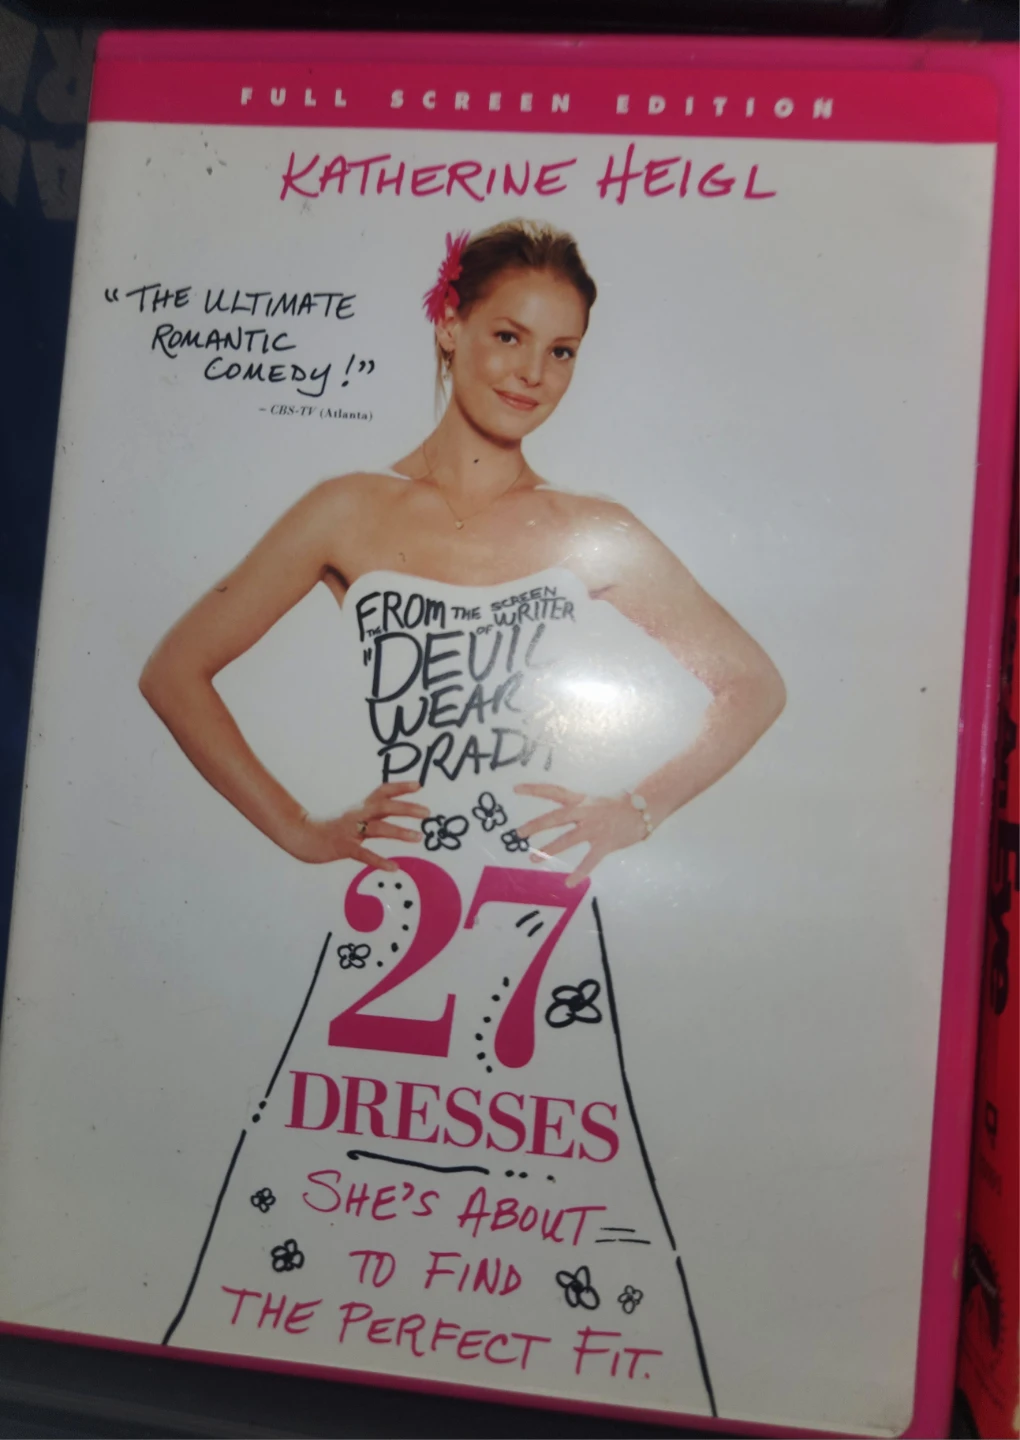 FULL SCREEN EDITION
KATHERINE HEIGL
"THE ULTIMATE
ROMANTIC
COMEDY!"
- CBS-TV (Atlanta)
FROM THE SCREEN
WRITER
OF
THE
"DEVIL
WEAR
PRADA
27
DRESSES
SHE'S ABOUT
TO FIND
THE PERFECT FIT.